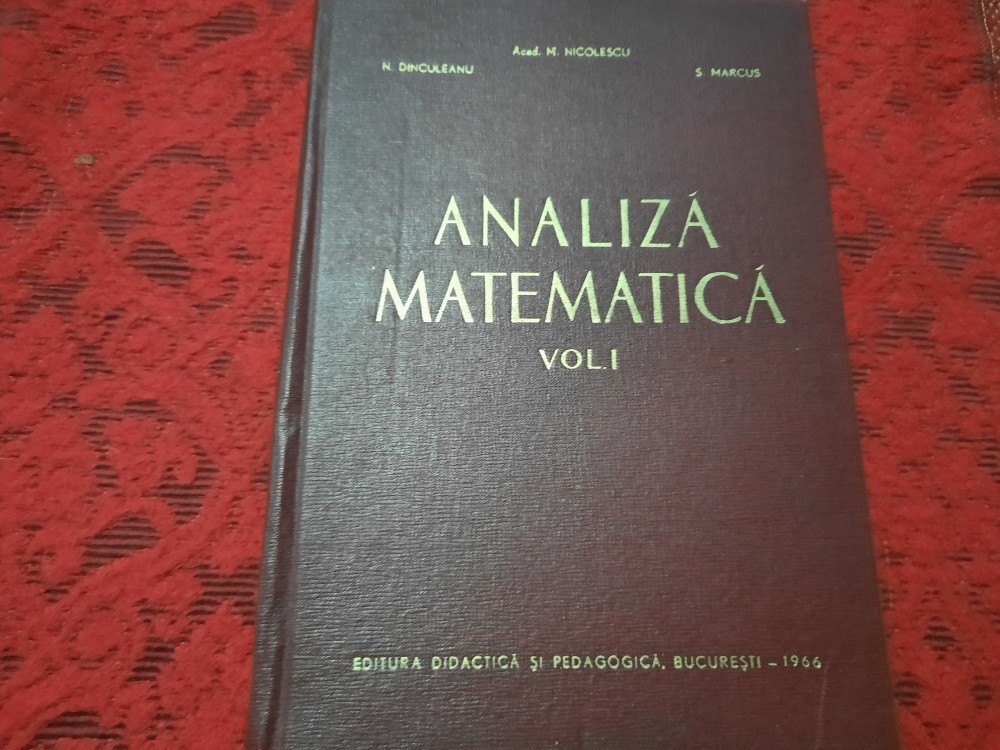 Acad. M. NICOLESCU
N. DINCULEANU S. MARCUS
ANALIZĂ
MATEMATICĂ
VOL. I
EDITURA DIDACTICĂ ȘI PEDAGOGICĂ, BUCUREȘTI – 1966